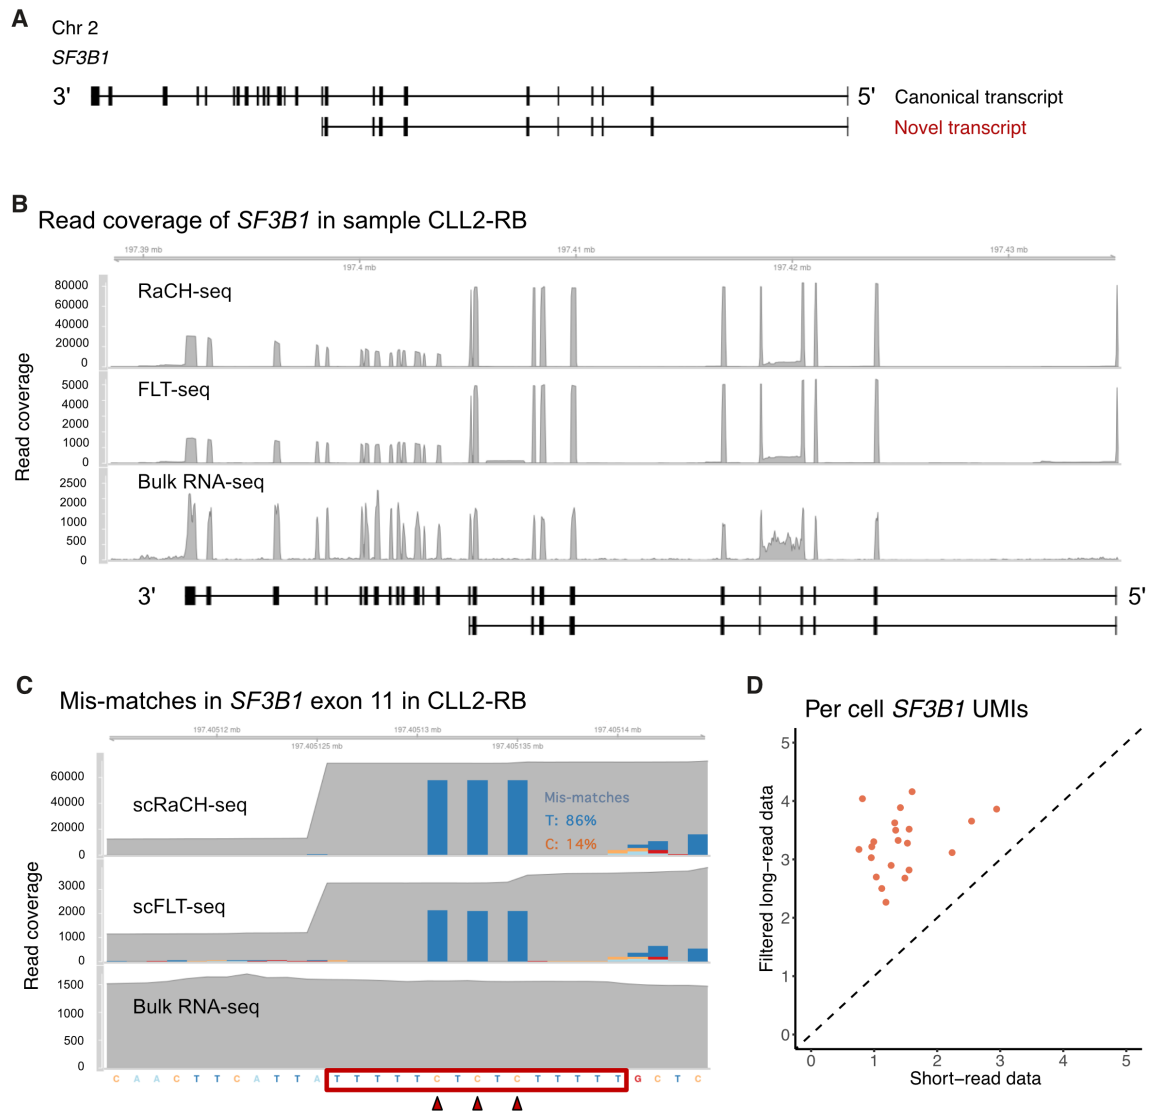 A
Chr 2
SF3B1
3'
5'
Canonical transcript
Novel transcript
B
Read coverage of SF3B1 in sample CLL2-RB
197.39 mb
197.4 mb
197.41 mb
197.42 mb
197.43 mb
Read coverage
RaCH-seq
80000
60000
40000
20000
0
FLT-seq
5000
4000
3000
2000
1000
0
Bulk RNA-seq
2500
2000
1000
500
0
3'
5'
C
Mis-matches in SF3B1 exon 11 in CLL2-RB
197.40512 mb
197.405125 mb
197.40513 mb
197.405135 mb
197.40514 mb
Read coverage
scRaCH-seq
60000
40000
20000
0
Mis-matches
T: 86%
C: 14%
scFLT-seq
3000
2000
1000
0
Bulk RNA-seq
1500
1000
500
0
C A A C T T C A T T A T T T T T C T C T C T T T T T G C T C
D
Per cell SF3B1 UMIs
Filtered long-read data
5
4
3
2
1
0
0 1 2 3 4 5
Short-read data